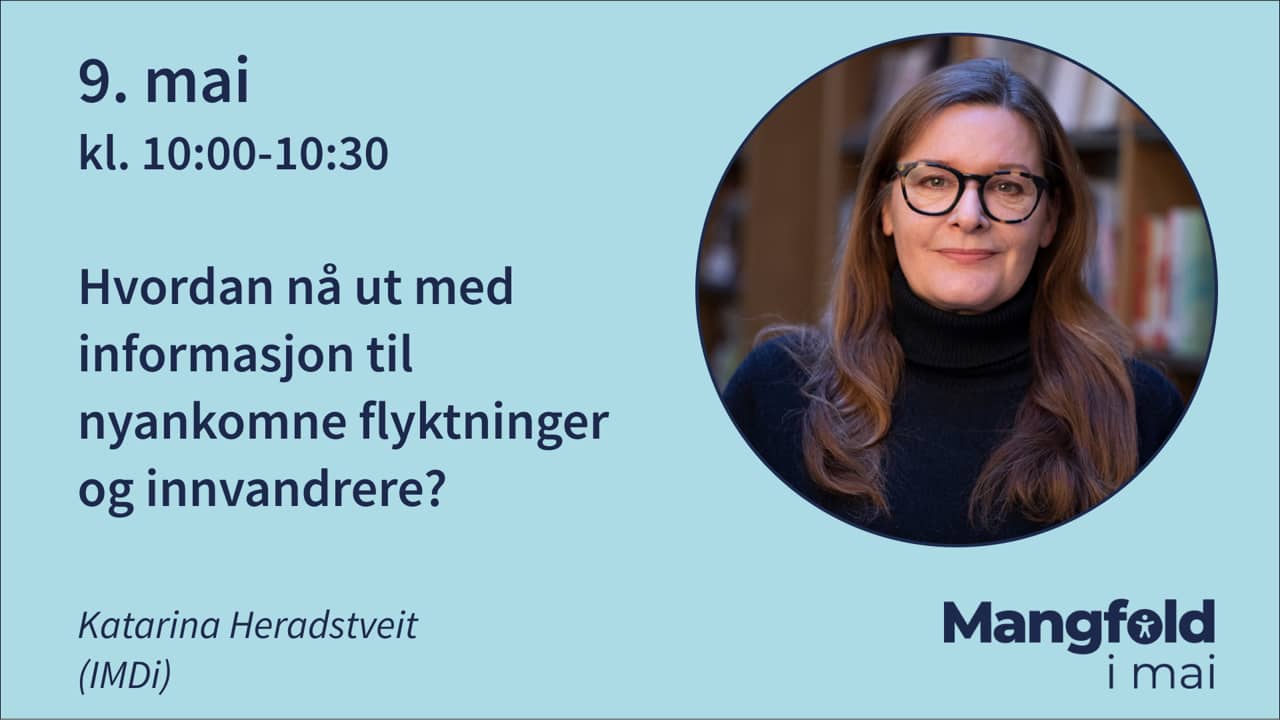 9. mai
kl. 10:00-10:30
Hvordan nå ut med
informasjon til
nyankomne flyktninger
og innvandrere?
Katarina Heradstveit
(IMDi)
Mangfold
i mai